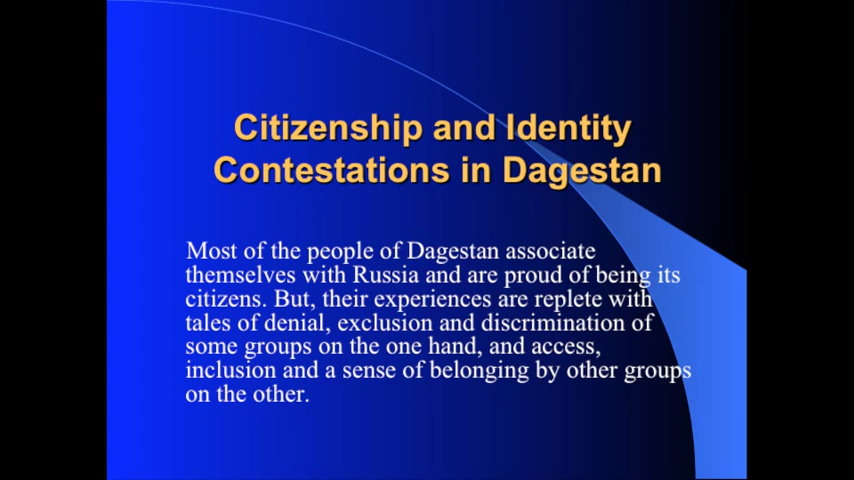 Citizenship and Identity
Contestations in Dagestan
Most of the people of Dagestan associate
themselves with Russia and are proud of being its
citizens. But, their experiences are replete with
tales of denial, exclusion and discrimination of
some groups on the one hand, and access,
inclusion and a sense of belonging by other groups
on the other.